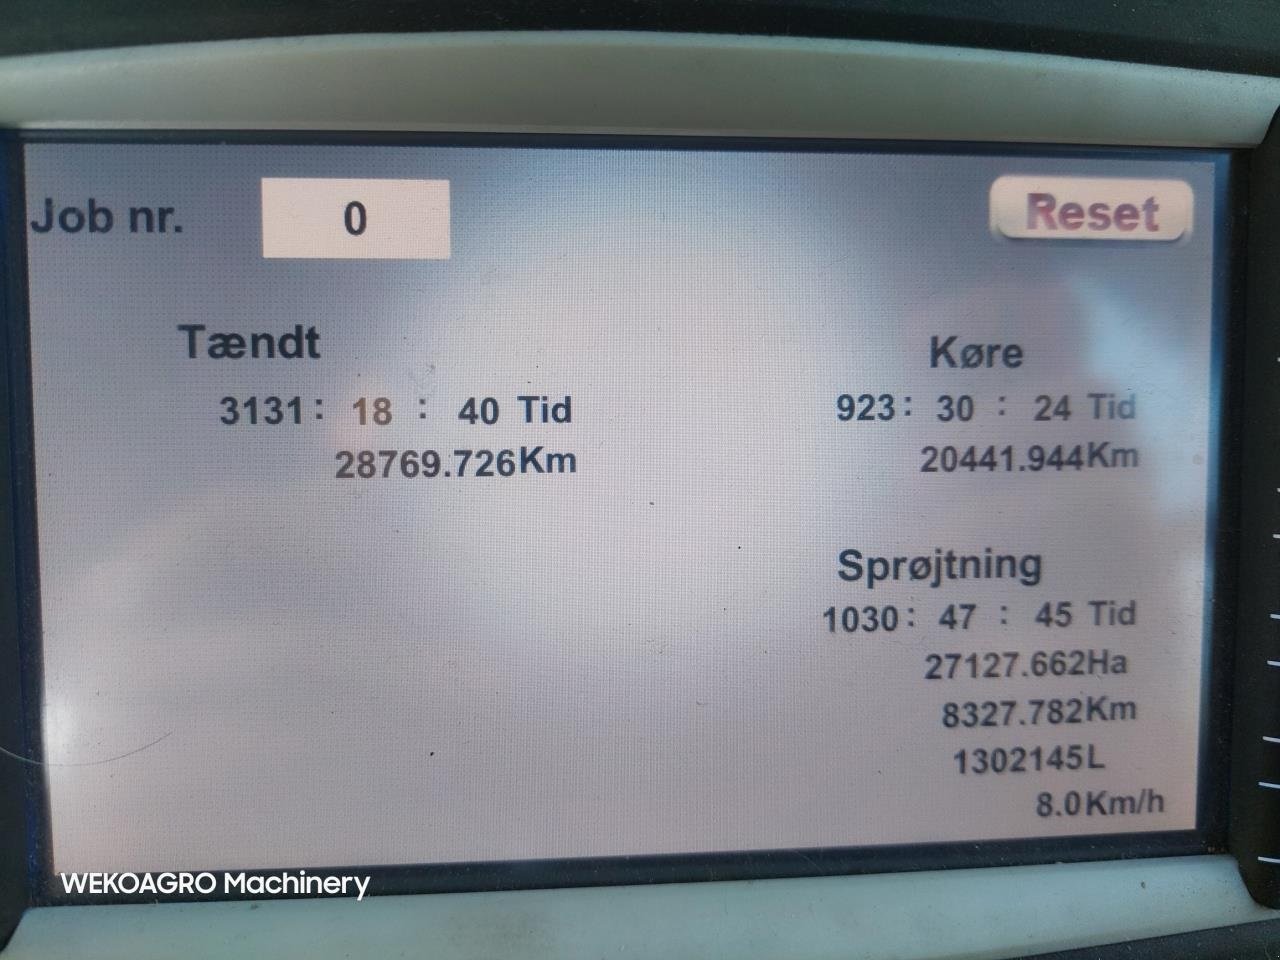 Job nr. 0 Reset
Tændt
3131: 18 : 40 Tid
28769.726Km
Køre
923: 30 : 24 Tid
20441.944Km
Sprøjtning
1030: 47 : 45 Tid
27127.662Ha
8327.782Km
1302145L
8.0Km/h
WEKOAGRO Machinery